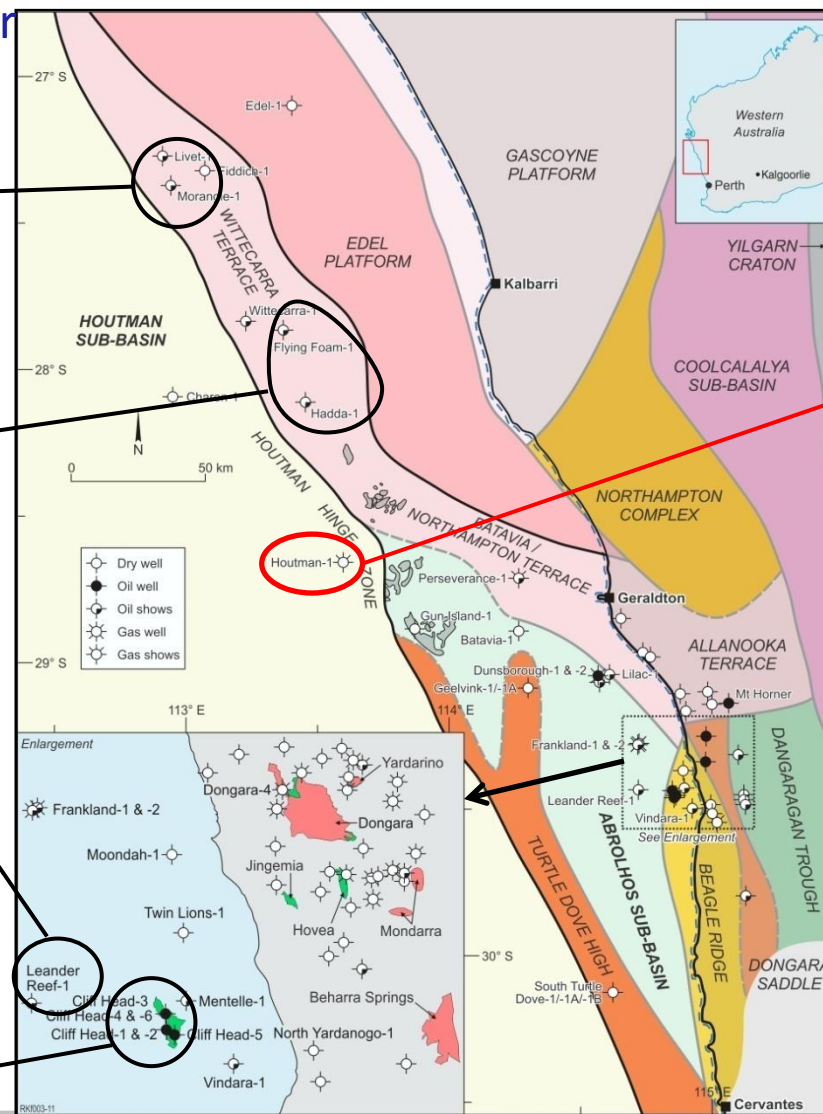 27° S
Edel-1
Livet-1
Fiddich-1
Morangie-1
WITTECARRA
TERRACE
EDEL
PLATFORM
GASCOYNE
PLATFORM
Western
Australia
Kalgoorlie
Perth
YILGARN
CRATON
Kalbarri
HOUTMAN
SUB-BASIN
Wittecarra-1
Flying Foam-1
COOLCALALYA
SUB-BASIN
28° S
Charon-1
Hadda-1
N
0
50 km
HOUTMAN
HINGE
ZONE
NORTHAMPTON
COMPLEX
BATAVIA /
NORTHAMPTON TERRACE
Dry well
Oil well
Oil shows
Gas well
Gas shows
Houtman-1
Perseverance-1
Geraldton
Gun Island-1
Batavia-1
ALLANOOKA
TERRACE
29° S
Dunsborough-1 & -2
Lilac-1
Geelvink-1/-1A
Mt Horner
113° E
114° E
Frankland-1 & -2
Leander Reef-1
Vindara-1
See Enlargement
DANGARAGAN TROUGH
TURTLE DOVE HIGH
ABROLHOS SUB-BASIN
BEAGLE RIDGE
30° S
DONGARA
SADDLE
South Turtle
Dove-1/-1A/-1B
115° E
Cervantes
Enlargement
Yardarino
Dongara-4
Frankland-1 & -2
Dongara
Moondah-1
Jingemia
Twin Lions-1
Hovea
Mondarra
Leander
Reef-1
Cliff Head-3
Mentelle-1
Beharra Springs
Cliff Head-4 & -6
Cliff Head-1 & -2
Cliff Head-5
North Yardanogo-1
Vindara-1
RKf003-11